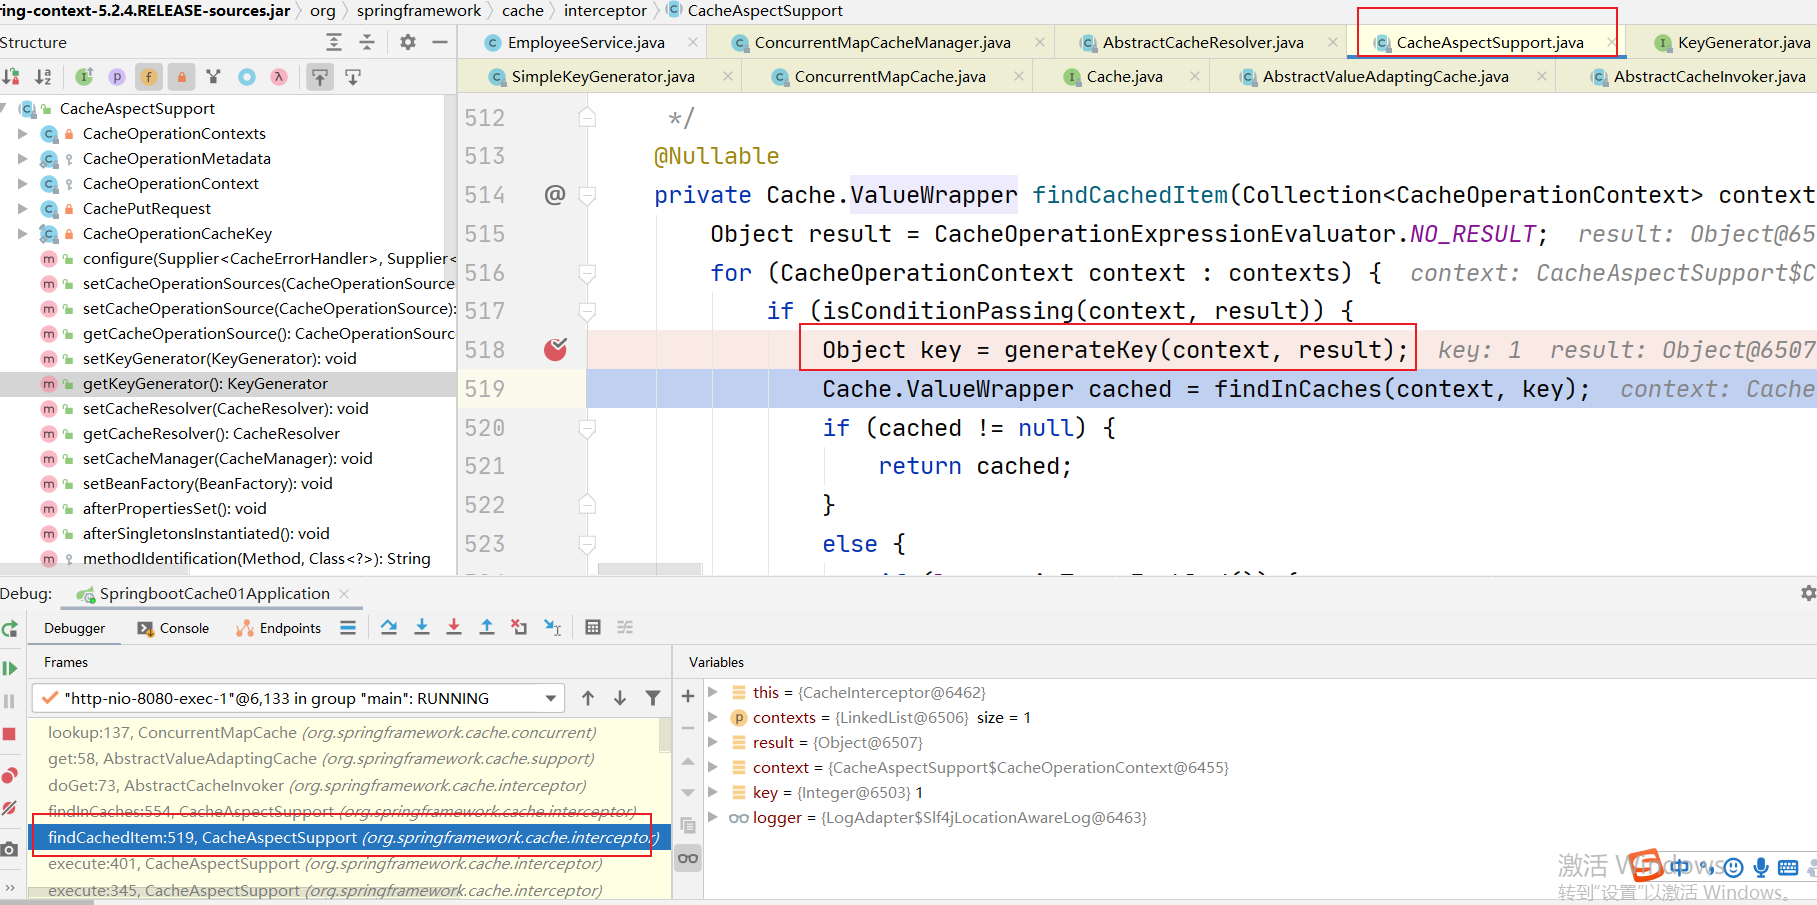 ring-context-5.2.4.RELEASE-sources.jar org springframework cache interceptor CacheAspectSupport
Structure
EmployeeService.java ConcurrentMapCacheManager.java AbstractCacheResolver.java CacheAspectSupport.java KeyGenerator.java
SimpleKeyGenerator.java ConcurrentMapCache.java Cache.java AbstractValueAdaptingCache.java AbstractCacheInvoker.java
CacheAspectSupport
CacheOperationContexts
CacheOperationMetadata
CacheOperationContext
CachePutRequest
CacheOperationCacheKey
configure(Supplier<CacheErrorHandler>, Supplier<
setCacheOperationSources(CacheOperationSource
setCacheOperationSource(CacheOperationSource):
getCacheOperationSource(): CacheOperationSourc
setKeyGenerator(KeyGenerator): void
getKeyGenerator(): KeyGenerator
setCacheResolver(CacheResolver): void
getCacheResolver(): CacheResolver
setCacheManager(CacheManager): void
setBeanFactory(BeanFactory): void
afterPropertiesSet(): void
afterSingletonsInstantiated(): void
methodIdentification(Method, Class<?>): String
512 */
513 @Nullable
514 @ private Cache.ValueWrapper findCachedItem(Collection<CacheOperationContext> context
515 Object result = CacheOperationExpressionEvaluator.NO_RESULT; result: Object@65
516 for (CacheOperationContext context : contexts) { context: CacheAspectSupport$C
517 if (isConditionPassing(context, result)) {
518 Object key = generateKey(context, result); key: 1 result: Object@6507
519 Cache.ValueWrapper cached = findInCaches(context, key); context: Cache
520 if (cached != null) {
521 return cached;
522 }
523 else {
Debug: SpringbootCache01Application
Debugger Console Endpoints
Frames
"http-nio-8080-exec-1"@6,133 in group "main": RUNNING
lookup:137, ConcurrentMapCache (org.springframework.cache.concurrent)
get:58, AbstractValueAdaptingCache (org.springframework.cache.support)
doGet:73, AbstractCacheInvoker (org.springframework.cache.interceptor)
findInCaches:554, CacheAspectSupport (org.springframework.cache.interceptor)
findCachedItem:519, CacheAspectSupport (org.springframework.cache.interceptor)
execute:401, CacheAspectSupport (org.springframework.cache.interceptor)
execute:345, CacheAspectSupport (org.springframework.cache.interceptor)
Variables
this = {CacheInterceptor@6462}
contexts = {LinkedList@6506} size = 1
result = {Object@6507}
context = {CacheAspectSupport$CacheOperationContext@6455}
key = {Integer@6503} 1
logger = {LogAdapter$Slf4jLocationAwareLog@6463}
激活 Windows
中
转到"设置"以激活 Windows。